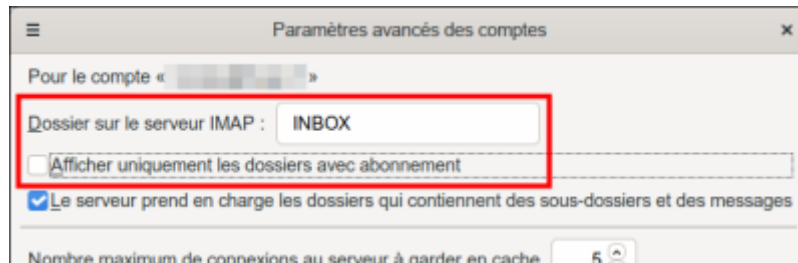 Paramètres avancés des comptes
Pour le compte « »
Dossier sur le serveur IMAP : INBOX
Afficher uniquement les dossiers avec abonnement
Le serveur prend en charge les dossiers qui contiennent des sous-dossiers et des messages
Nombre maximum de connexions au serveur à garder en cache 5